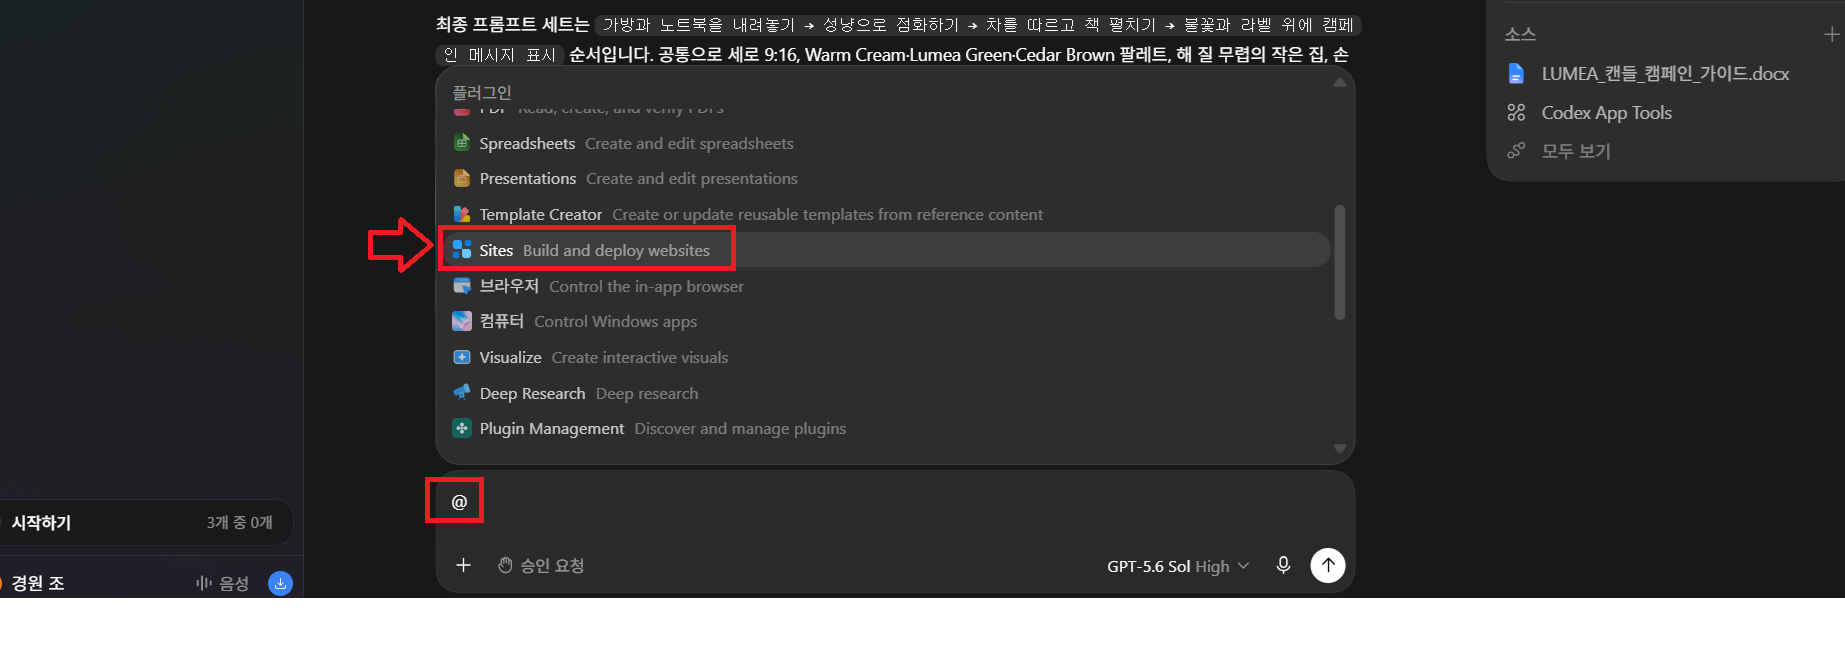 최종 프롬프트 세트는 가방과 노트북을 내려놓기 → 성냥으로 점화하기 → 차를 따르고 책 펼치기 → 불꽃과 라벨 위에 캠페
인 메시지 표시 순서입니다. 공통으로 세로 9:16, Warm Cream·Lumea Green·Cedar Brown 팔레트, 해 질 무렵의 작은 집, 손
플러그인
PDF Read, create, and verify PDFs
Spreadsheets Create and edit spreadsheets
Presentations Create and edit presentations
Template Creator Create or update reusable templates from reference content
Sites Build and deploy websites
브라우저 Control the in-app browser
컴퓨터 Control Windows apps
Visualize Create interactive visuals
Deep Research Deep research
Plugin Management Discover and manage plugins
@
승인 요청
GPT-5.6 Sol High
시작하기 3개 중 0개
경원 조 음성
소스
LUMEA_캔들_캠페인_가이드.docx
Codex App Tools
모두 보기